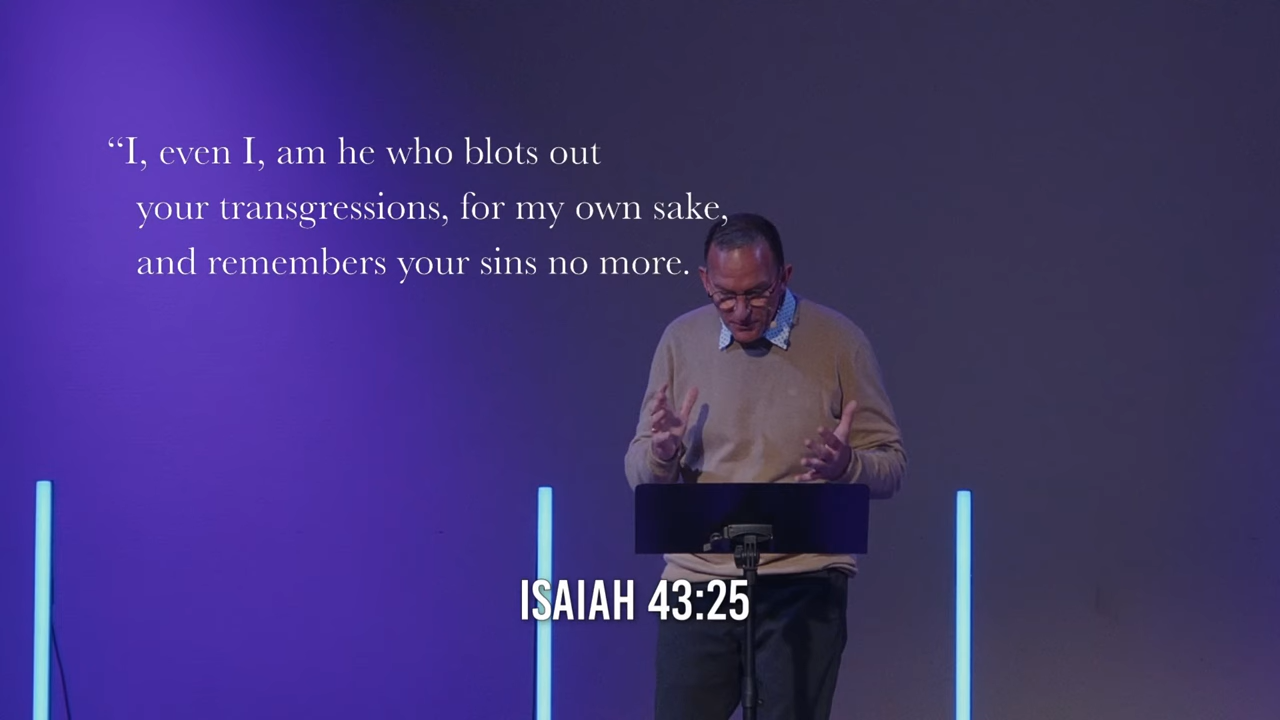 “I, even I, am he who blots out
your transgressions, for my own sake,
and remembers your sins no more.
ISAIAH 43:25